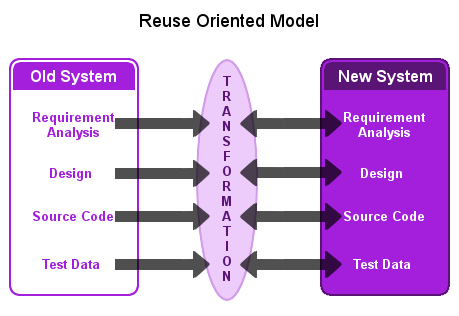 Reuse Oriented Model
Old System
Requirement
Analysis
Design
Source Code
Test Data
TRANSFORMATION
New System
Requirement
Analysis
Design
Source Code
Test Data